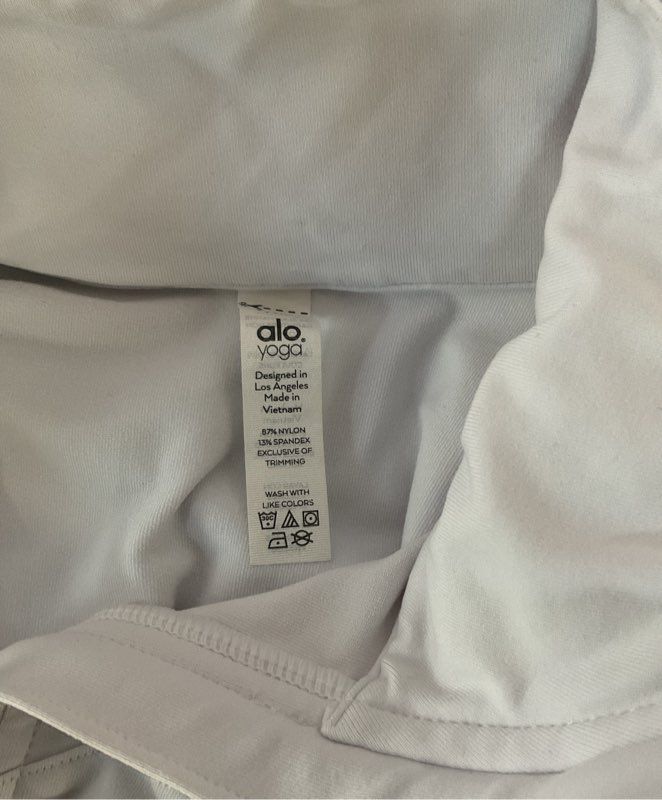 alo
yoga
Designed in
Los Angeles
Made in
Vietnam
87% NYLON
13% SPANDEX
EXCLUSIVE OF
TRIMMING
WASH WITH
LIKE COLORS
30C